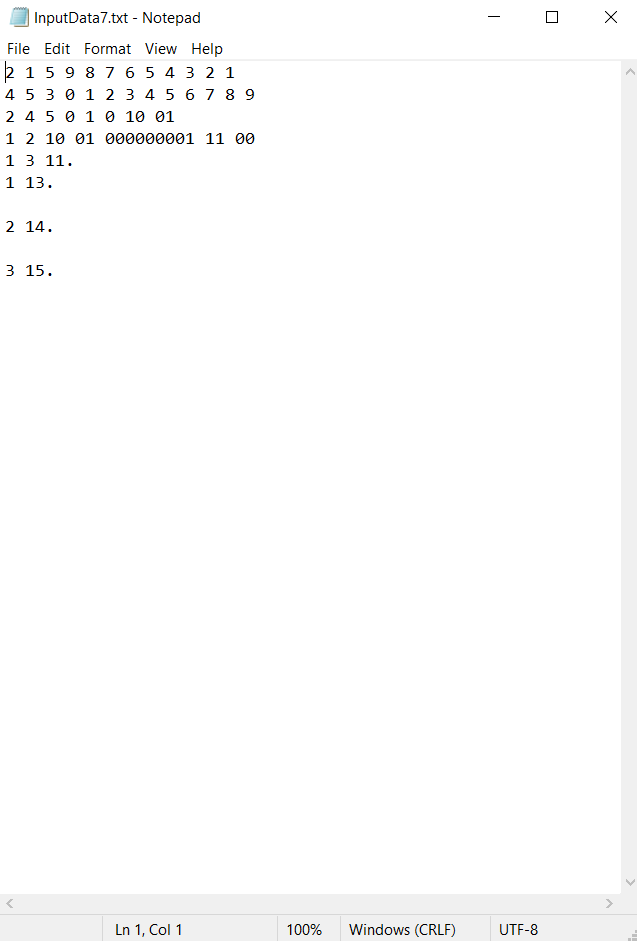 InputData7.txt - Notepad
File Edit Format View Help
2 1 5 9 8 7 6 5 4 3 2 1
4 5 3 0 1 2 3 4 5 6 7 8 9
2 4 5 0 1 0 10 01
1 2 10 01 000000001 11 00
1 3 11.
1 13.
2 14.
3 15.
Ln 1, Col 1 100% Windows (CRLF) UTF-8